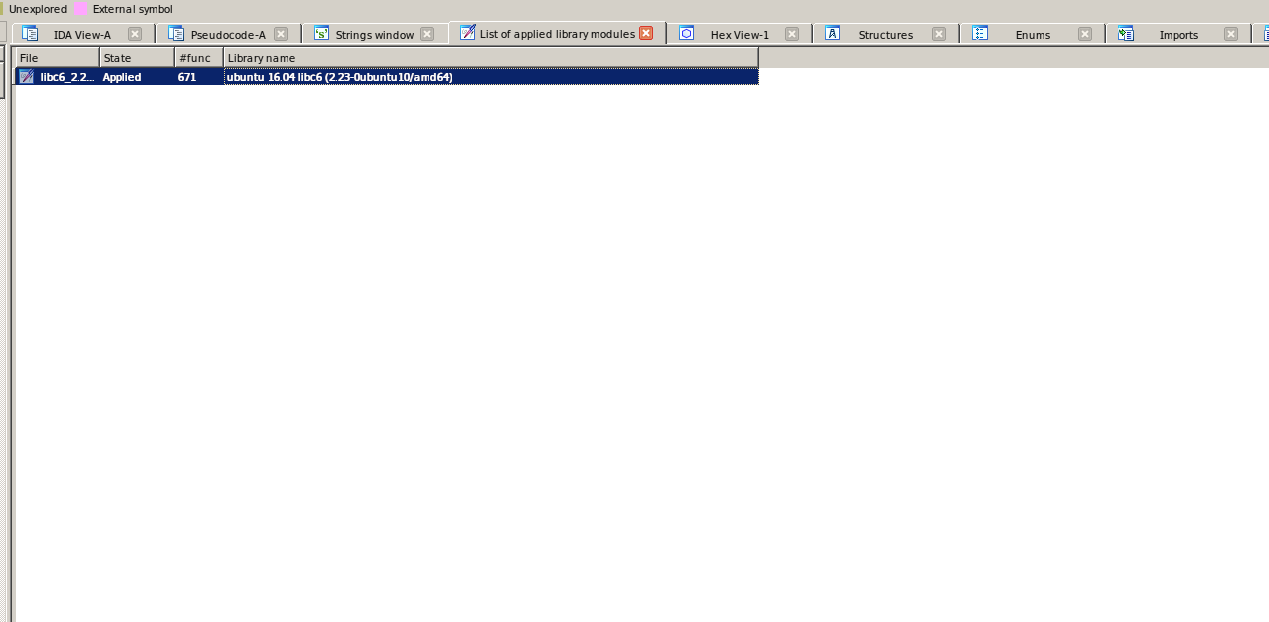 Unexplored External symbol
IDA View-A Pseudocode-A Strings window List of applied library modules Hex View-1 Structures Enums Imports
File State #func Library name
libc6_2.2... Applied 671 ubuntu 16.04 libc6 (2.23-0ubuntu10/amd64)